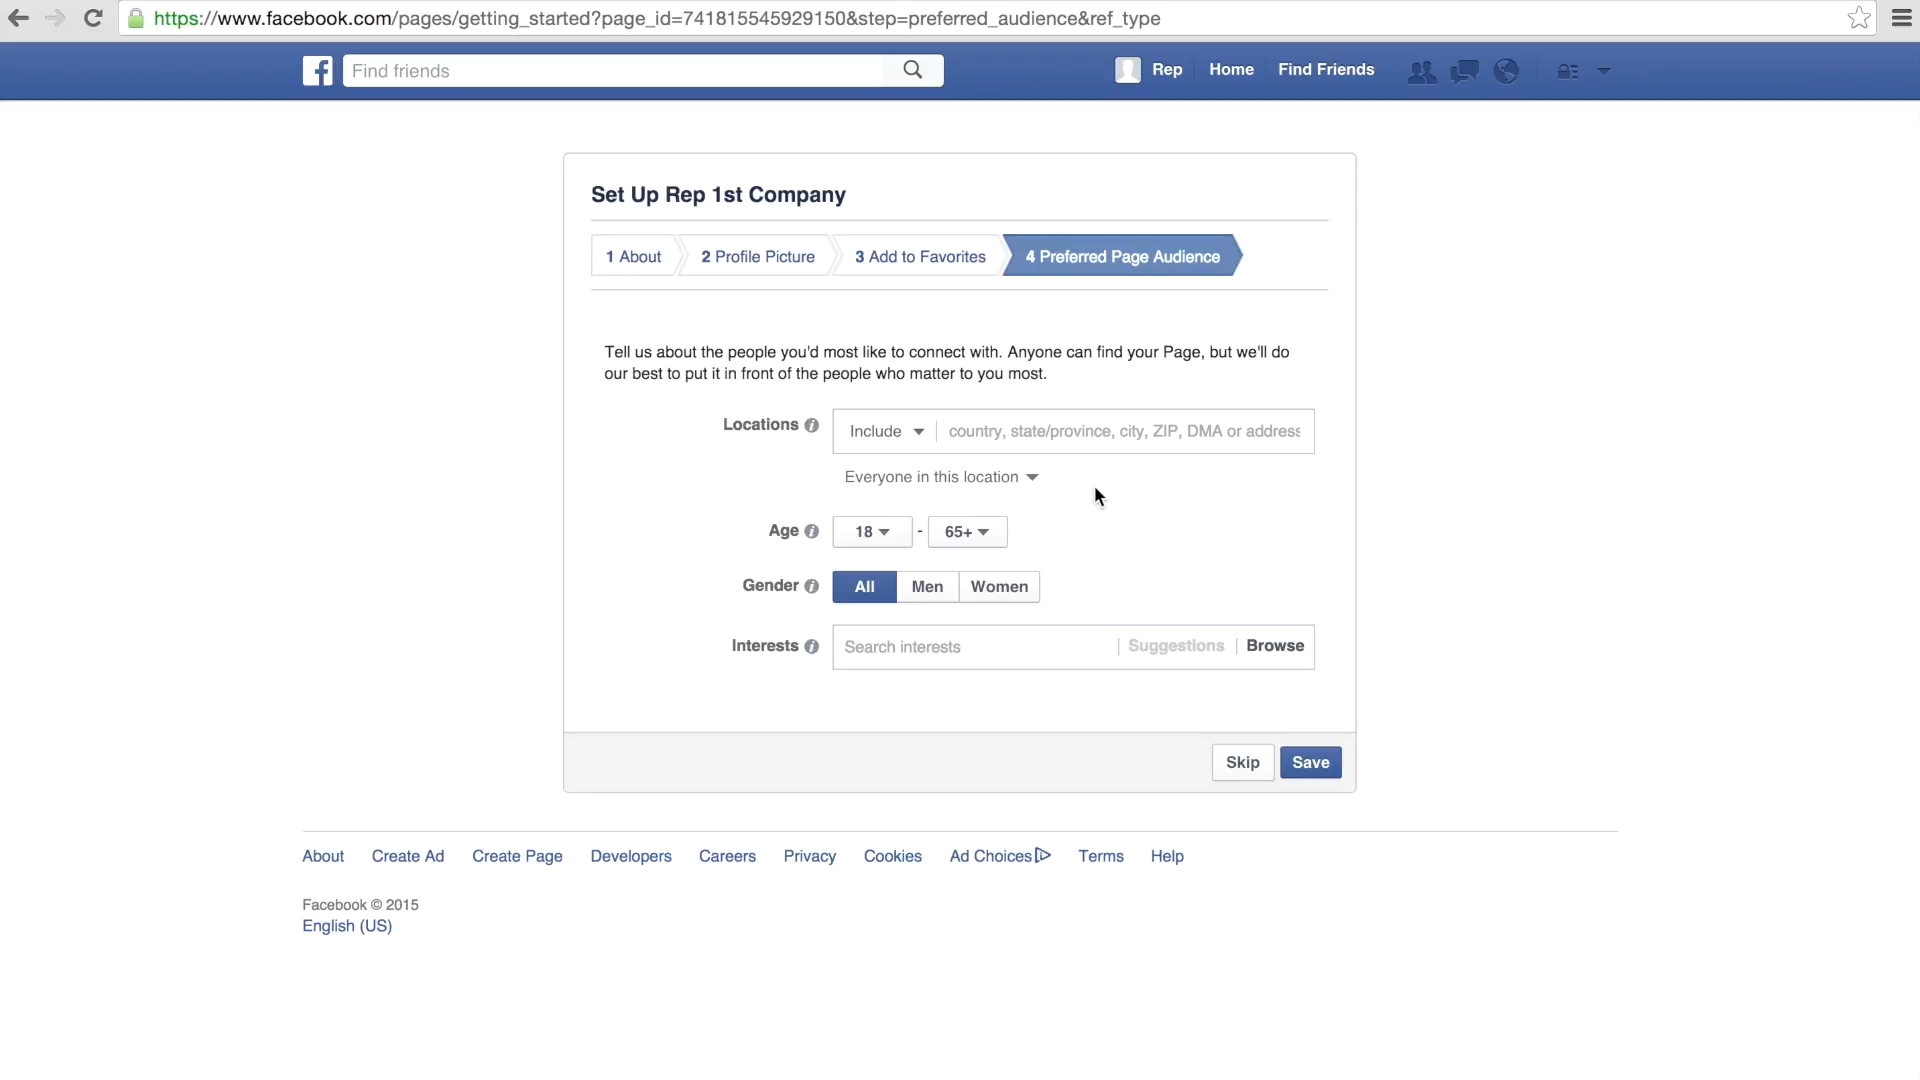 https://www.facebook.com/pages/getting_started?page_id=741815545929150&step=preferred_audience&ref_type
Find friends
Rep
Home
Find Friends
Set Up Rep 1st Company
1 About
2 Profile Picture
3 Add to Favorites
4 Preferred Page Audience
Tell us about the people you'd most like to connect with. Anyone can find your Page, but we'll do
our best to put it in front of the people who matter to you most.
Locations
Include
country, state/province, city, ZIP, DMA or address
Everyone in this location
Age
18 - 65+
Gender
All
Men
Women
Interests
Search interests
Suggestions
Browse
Skip
Save
About
Create Ad
Create Page
Developers
Careers
Privacy
Cookies
Ad Choices
Terms
Help
Facebook © 2015
English (US)